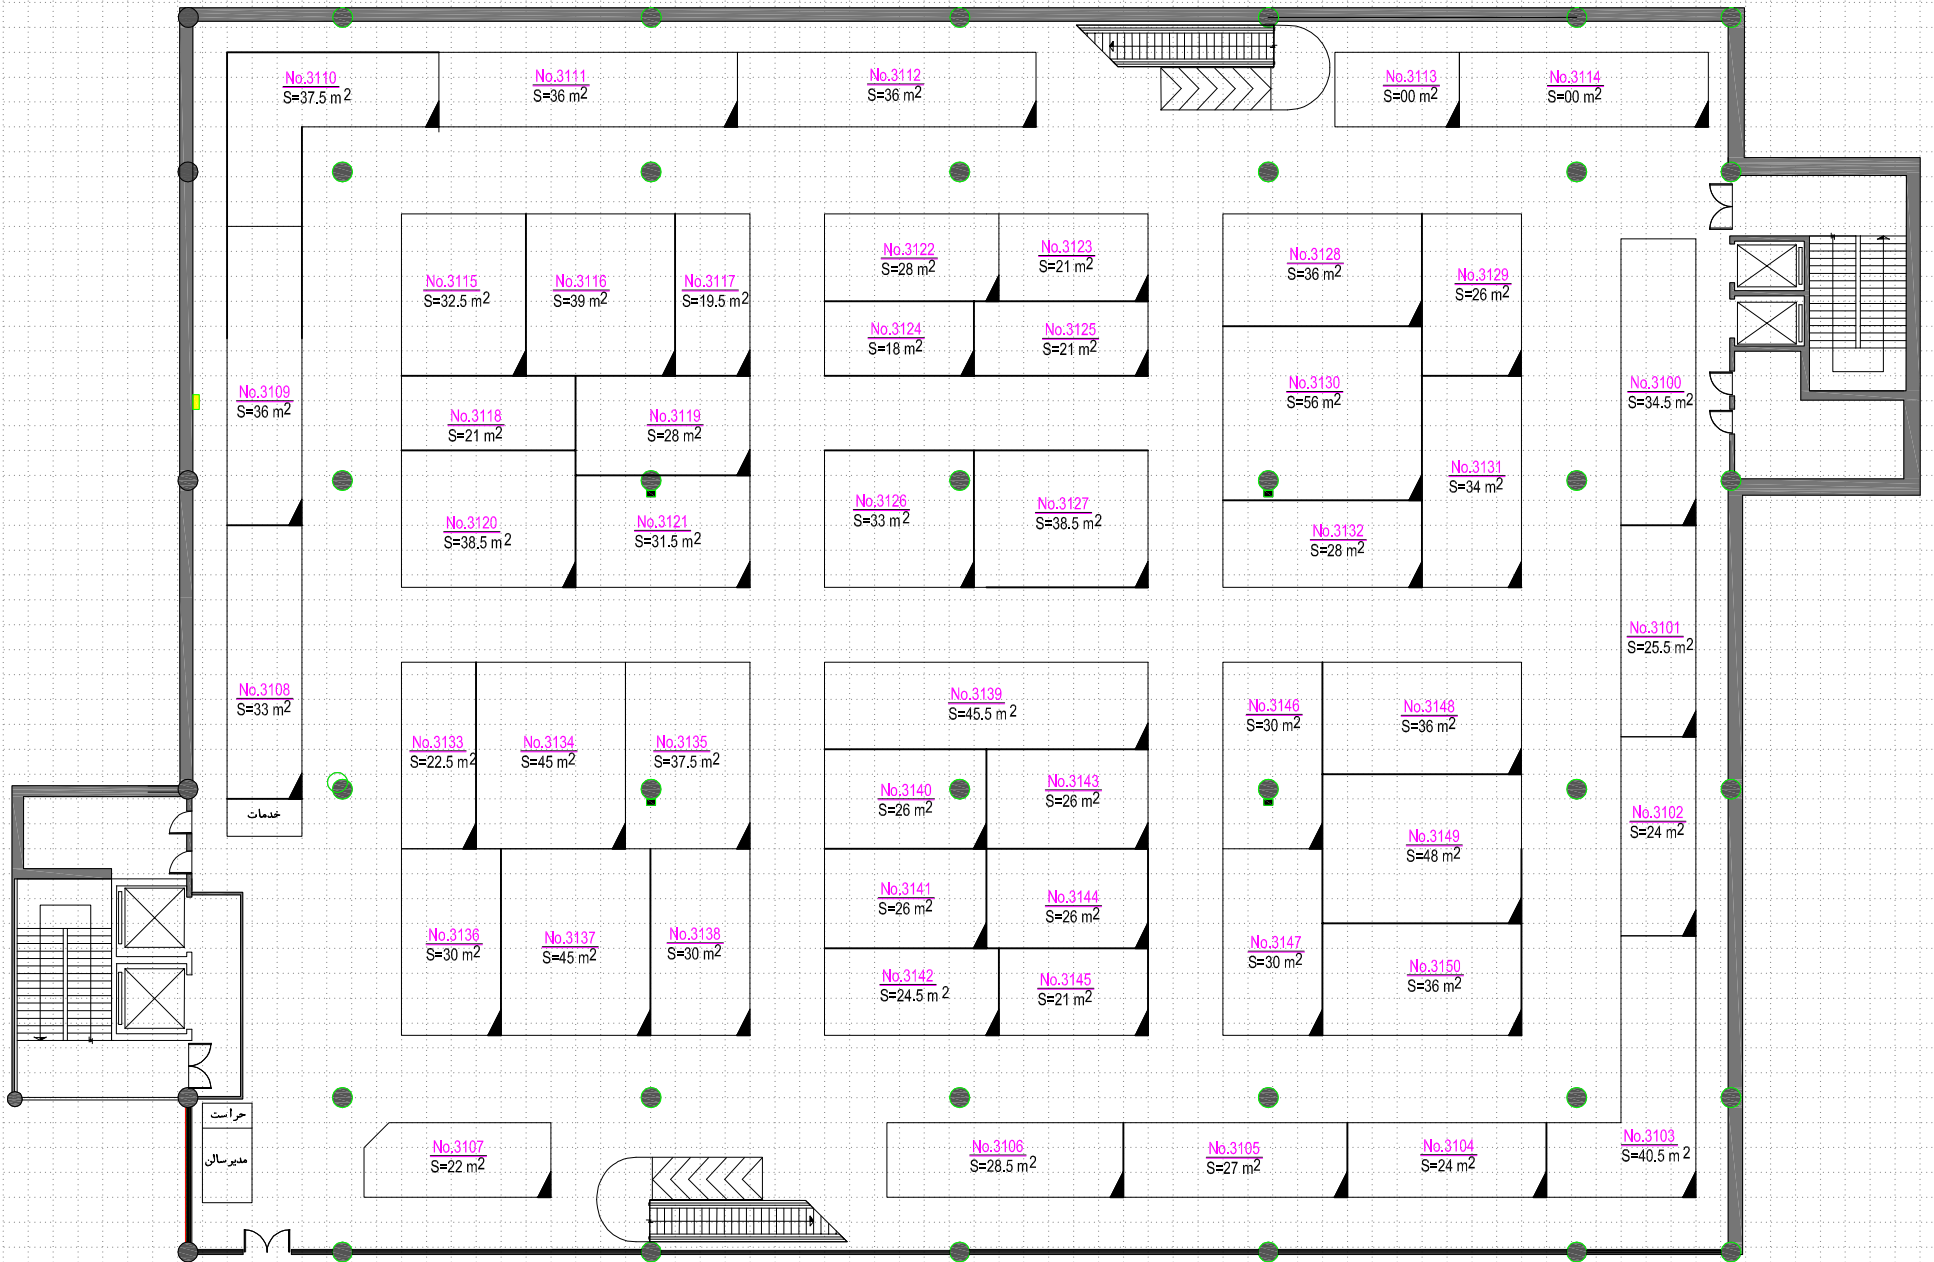 No.3110
S=37.5 m2
No.3111
S=36 m2
No.3112
S=36 m2
No.3113
S=00 m2
No.3114
S=00 m2
No.3115
S=32.5 m2
No.3116
S=39 m2
No.3117
S=19.5 m2
No.3122
S=28 m2
No.3123
S=21 m2
No.3124
S=18 m2
No.3125
S=21 m2
No.3128
S=36 m2
No.3129
S=26 m2
No.3109
S=36 m2
No.3118
S=21 m2
No.3119
S=28 m2
No.3130
S=56 m2
No.3100
S=34.5 m2
No.3120
S=38.5 m2
No.3121
S=31.5 m2
No.3126
S=33 m2
No.3127
S=38.5 m2
No.3131
S=34 m2
No.3132
S=28 m2
No.3101
S=25.5 m2
No.3108
S=33 m2
خدمات
No.3133
S=22.5 m2
No.3134
S=45 m2
No.3135
S=37.5 m2
No.3139
S=45.5 m2
No.3146
S=30 m2
No.3148
S=36 m2
No.3140
S=26 m2
No.3143
S=26 m2
No.3149
S=48 m2
No.3102
S=24 m2
No.3141
S=26 m2
No.3144
S=26 m2
No.3136
S=30 m2
No.3137
S=45 m2
No.3138
S=30 m2
No.3142
S=24.5 m2
No.3145
S=21 m2
No.3147
S=30 m2
No.3150
S=36 m2
حراست
مدیر سالن
No.3107
S=22 m2
No.3106
S=28.5 m2
No.3105
S=27 m2
No.3104
S=24 m2
No.3103
S=40.5 m2